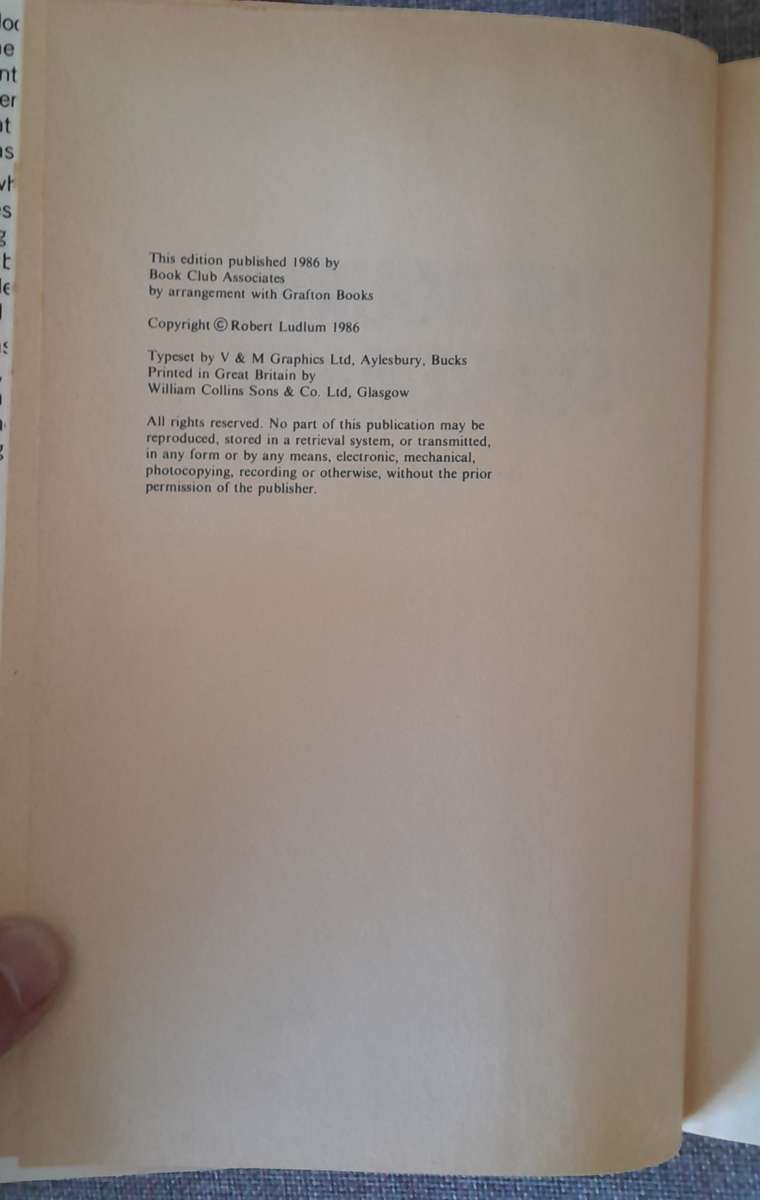 This edition published 1986 by
Book Club Associates
by arrangement with Grafton Books
Copyright © Robert Ludlum 1986
Typeset by V & M Graphics Ltd, Aylesbury, Bucks
Printed in Great Britain by
William Collins Sons & Co. Ltd, Glasgow
All rights reserved. No part of this publication may be
reproduced, stored in a retrieval system, or transmitted,
in any form or by any means, electronic, mechanical,
photocopying, recording or otherwise, without the prior
permission of the publisher.